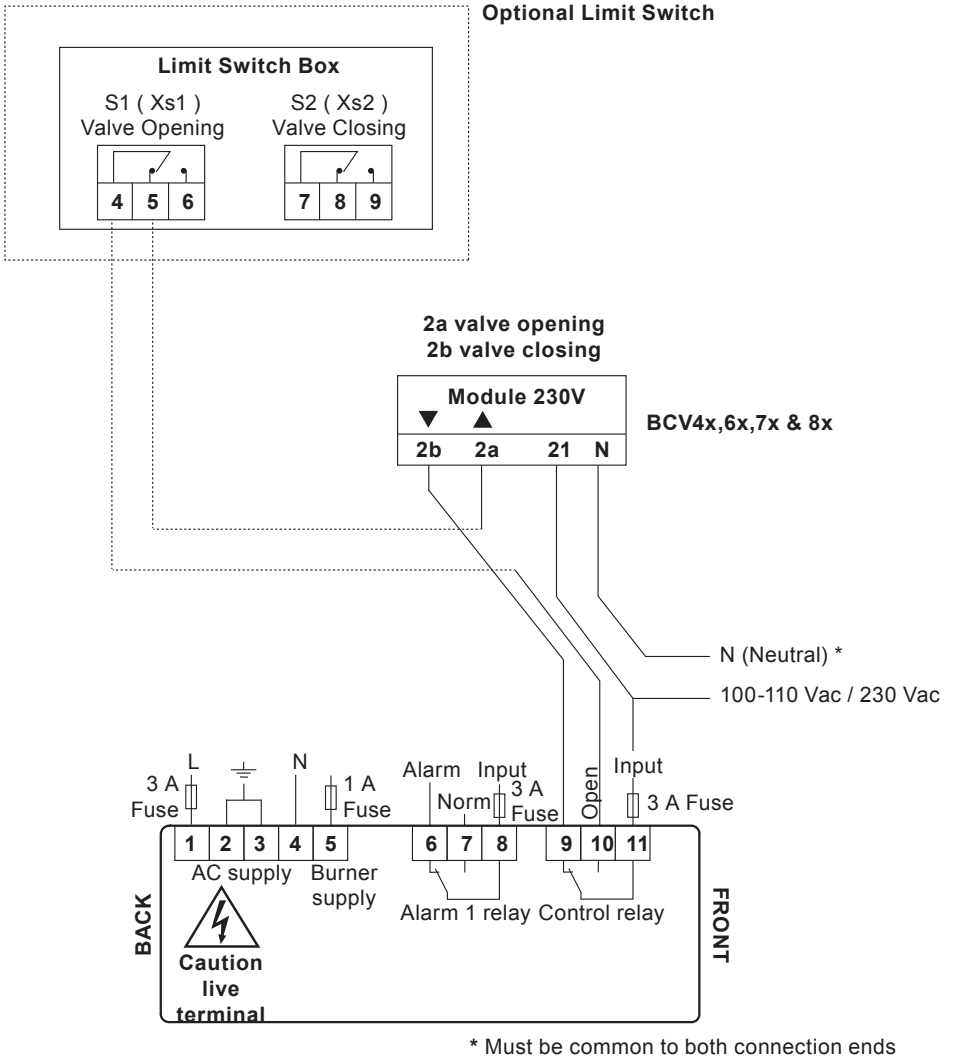 Optional Limit Switch
Limit Switch Box
S1 ( Xs1 )
Valve Opening
S2 ( Xs2 )
Valve Closing
4 5 6
7 8 9
2a valve opening
2b valve closing
Module 230V
▼ ▲
2b 2a 21 N
BCV4x,6x,7x & 8x
N (Neutral) *
100-110 Vac / 230 Vac
L
3 A
Fuse
N
1 A
Fuse
Alarm
Norm
Input
3 A
Fuse
Open
Input
3 A Fuse
1 2 3 4 5
6 7 8
9 10 11
AC supply
Burner
supply
Alarm 1 relay
Control relay
BACK
FRONT
Caution
live
terminal
* Must be common to both connection ends